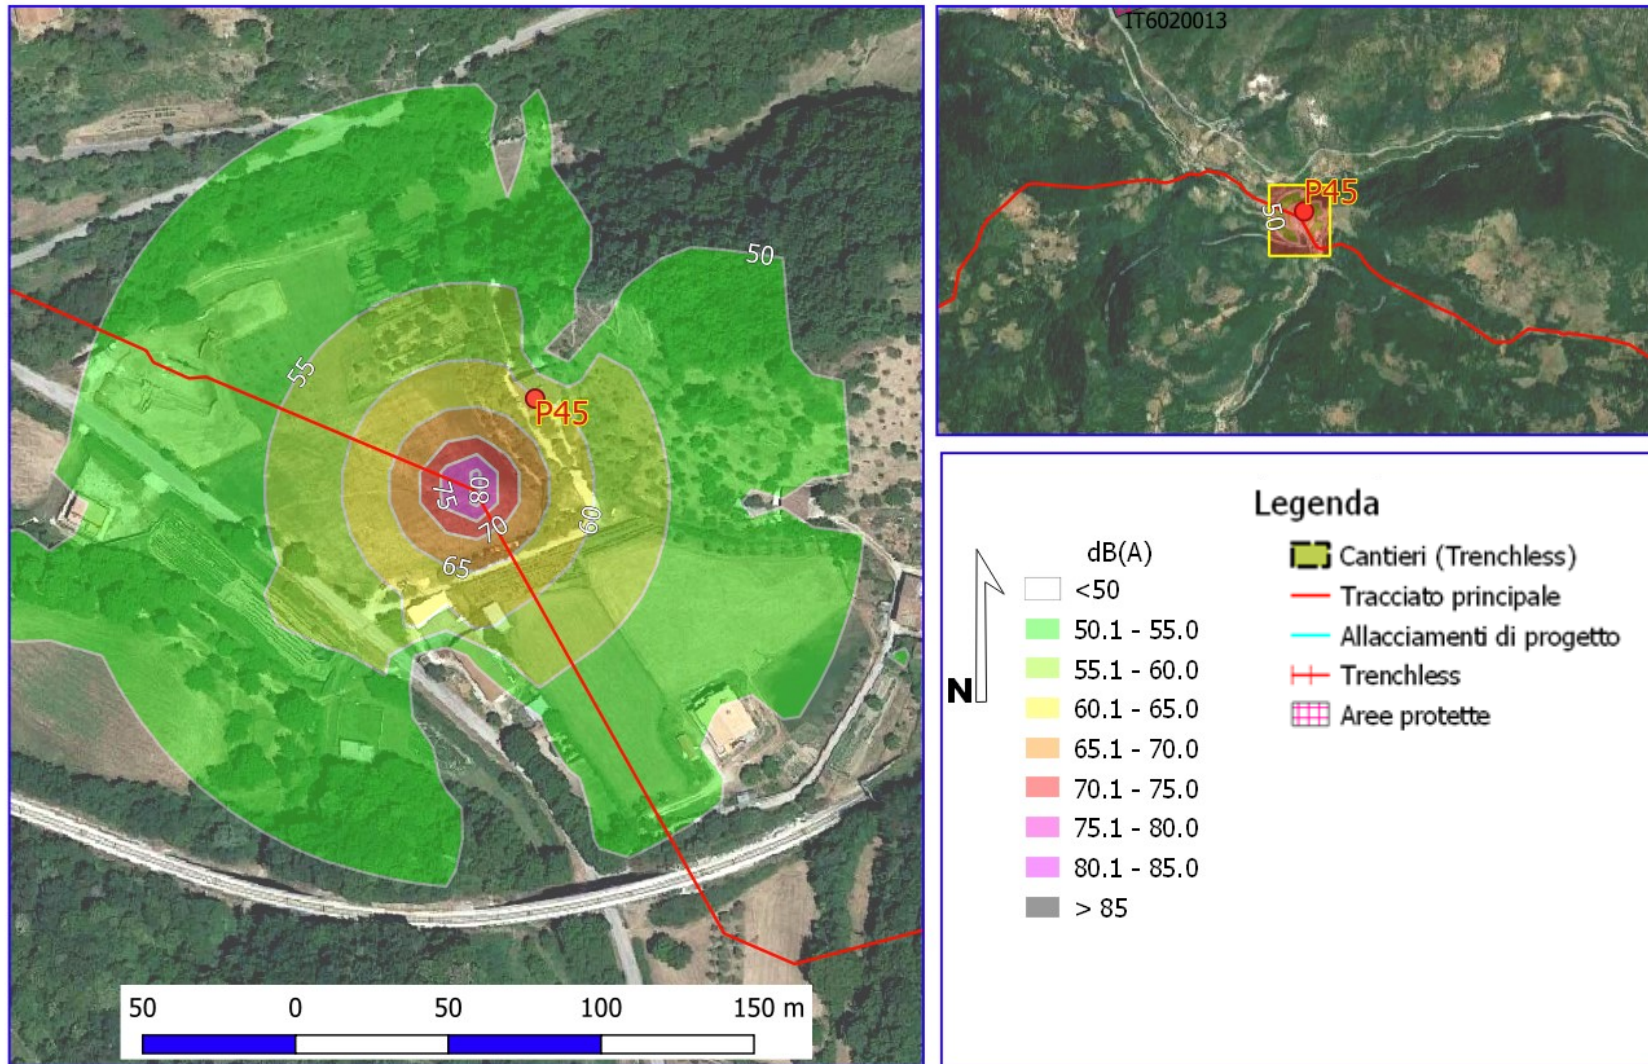 50
55
P45
75
80
70
60
65
50 0 50 100 150 m
IT6020013
P45
50
Legenda
dB(A)
<50
50.1 - 55.0
55.1 - 60.0
60.1 - 65.0
65.1 - 70.0
70.1 - 75.0
75.1 - 80.0
80.1 - 85.0
> 85
N
Cantieri (Trenchless)
Tracciato principale
Allacciamenti di progetto
Trenchless
Aree protette